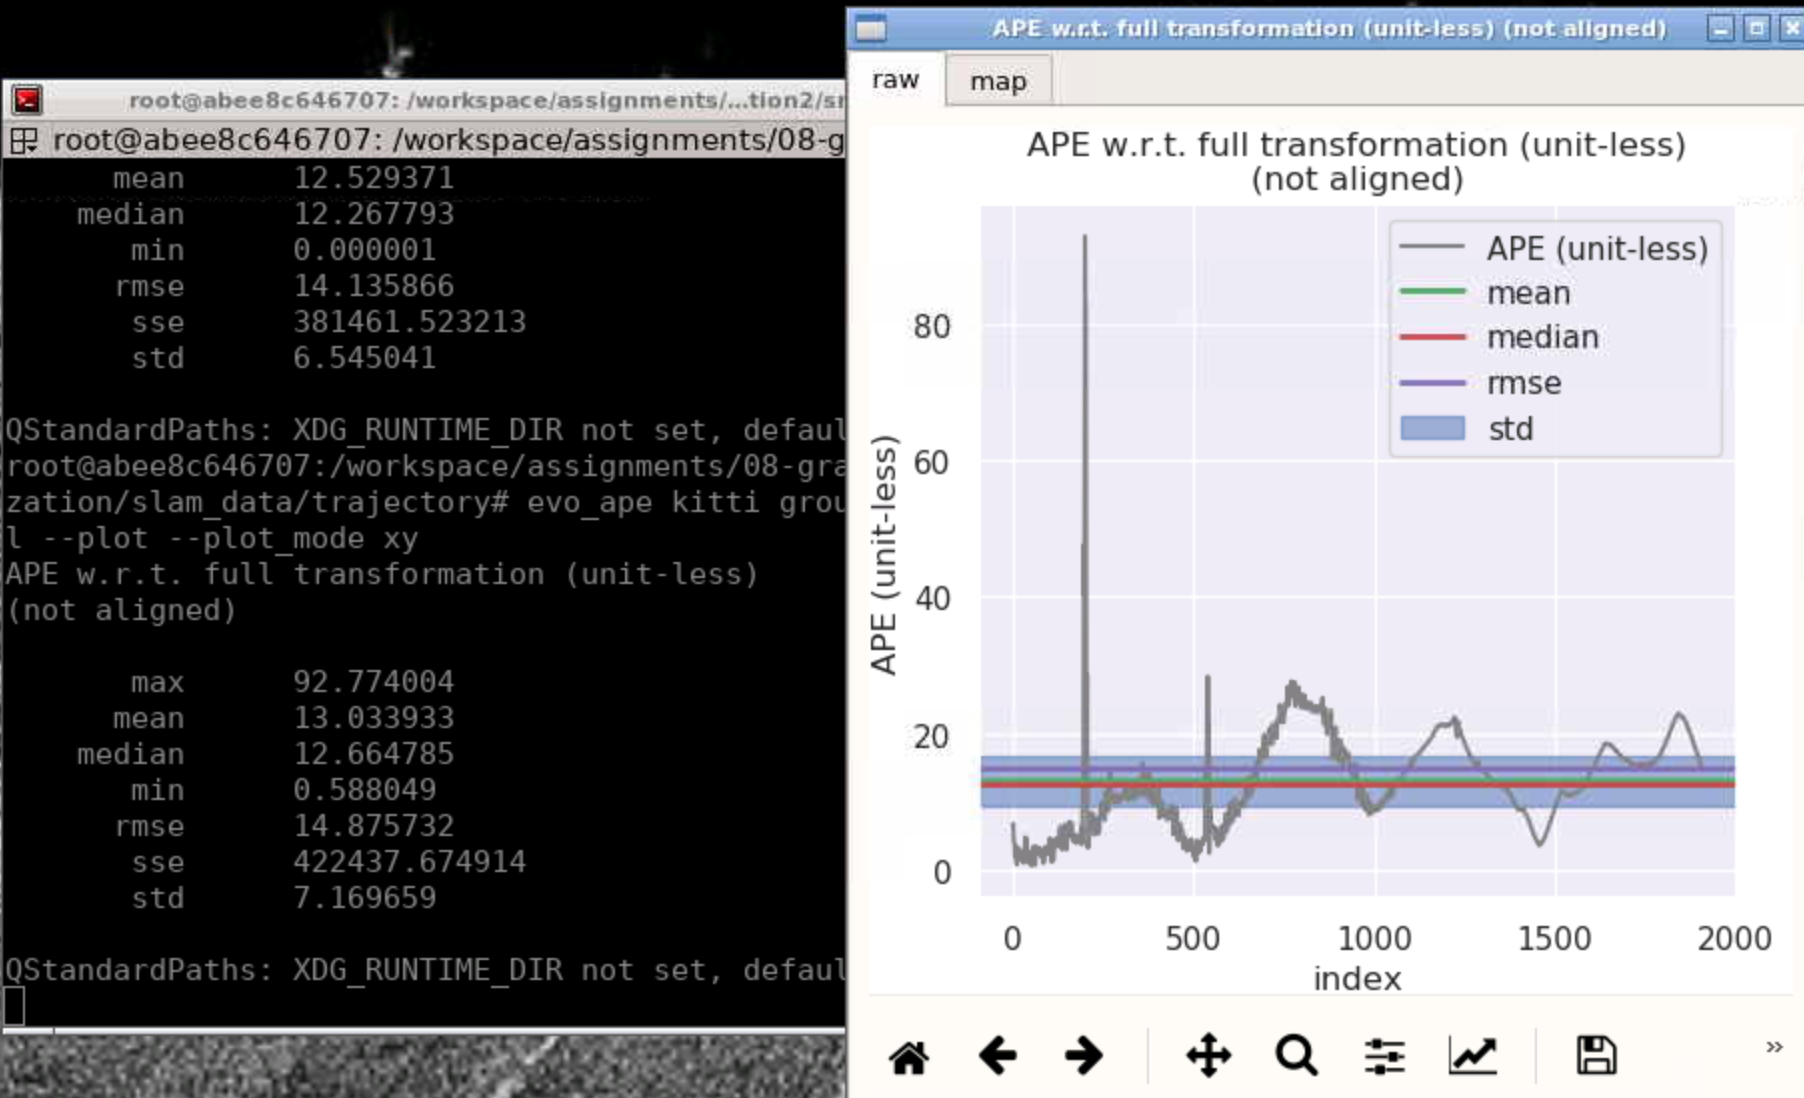 root@abee8c646707: /workspace/assignments/...tion2/sr
root@abee8c646707: /workspace/assignments/08-g
mean 12.529371
median 12.267793
min 0.000001
rmse 14.135866
sse 381461.523213
std 6.545041
QStandardPaths: XDG_RUNTIME_DIR not set, defaul
root@abee8c646707:/workspace/assignments/08-gra
zation/slam_data/trajectory# evo_ape kitti grou
l --plot --plot_mode xy
APE w.r.t. full transformation (unit-less)
(not aligned)
max 92.774004
mean 13.033933
median 12.664785
min 0.588049
rmse 14.875732
sse 422437.674914
std 7.169659
QStandardPaths: XDG_RUNTIME_DIR not set, defaul
APE w.r.t. full transformation (unit-less) (not aligned)
raw map
APE w.r.t. full transformation (unit-less)
(not aligned)
APE (unit-less)
mean
median
rmse
std
APE (unit-less)
80
60
40
20
0
0 500 1000 1500 2000
index
»